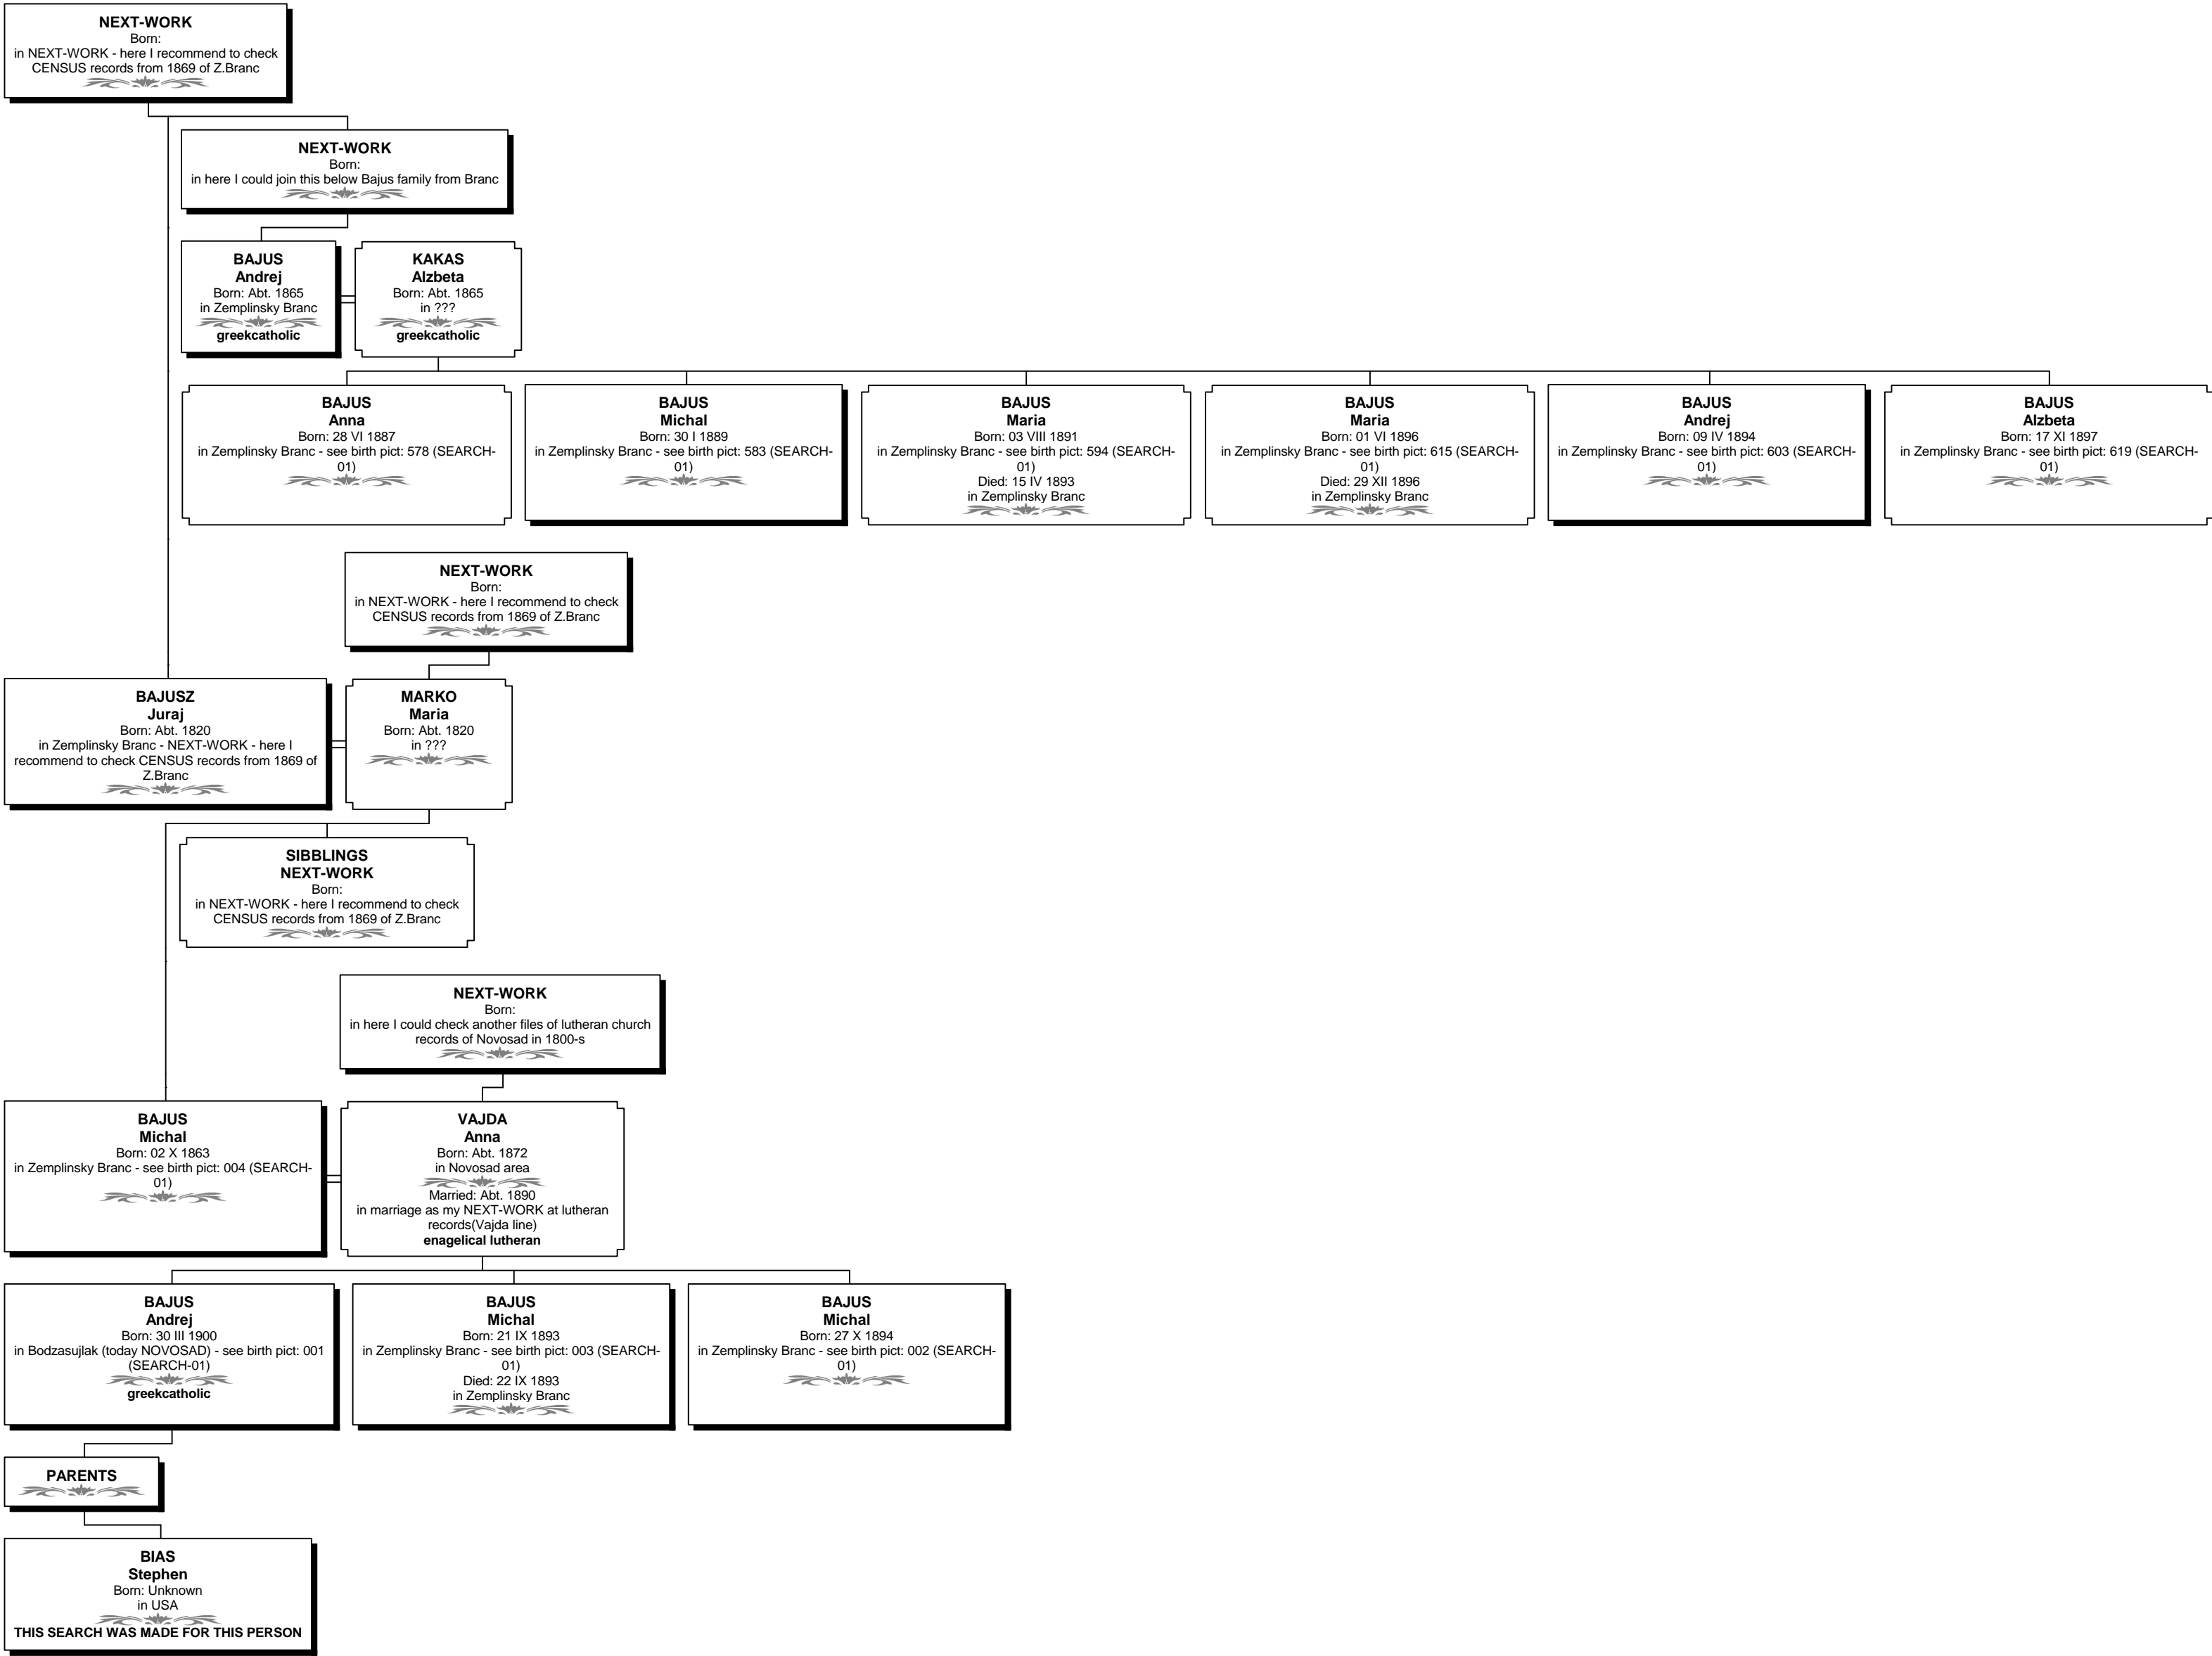 NEXT-WORK
Born:
in NEXT-WORK - here I recommend to check
CENSUS records from 1869 of Z.Branc
NEXT-WORK
Born:
in here I could join this below Bajus family from Branc
BAJUS
Andrej
Born: Abt. 1865
in Zemplinsky Branc
greekcatholic
KAKAS
Alzbeta
Born: Abt. 1865
in ???
greekcatholic
BAJUS
Anna
Born: 28 VI 1887
in Zemplinsky Branc - see birth pict: 578 (SEARCH-
01)
BAJUS
Michal
Born: 30 I 1889
in Zemplinsky Branc - see birth pict: 583 (SEARCH-
01)
BAJUS
Maria
Born: 03 VIII 1891
in Zemplinsky Branc - see birth pict: 594 (SEARCH-
01)
Died: 15 IV 1893
in Zemplinsky Branc
BAJUS
Maria
Born: 01 VI 1896
in Zemplinsky Branc - see birth pict: 615 (SEARCH-
01)
Died: 29 XII 1896
in Zemplinsky Branc
BAJUS
Andrej
Born: 09 IV 1894
in Zemplinsky Branc - see birth pict: 603 (SEARCH-
01)
BAJUS
Alzbeta
Born: 17 XI 1897
in Zemplinsky Branc - see birth pict: 619 (SEARCH-
01)
NEXT-WORK
Born:
in NEXT-WORK - here I recommend to check
CENSUS records from 1869 of Z.Branc
BAJUSZ
Juraj
Born: Abt. 1820
in Zemplinsky Branc - NEXT-WORK - here I
recommend to check CENSUS records from 1869 of
Z.Branc
MARKO
Maria
Born: Abt. 1820
in ???
SIBBLINGS
NEXT-WORK
Born:
in NEXT-WORK - here I recommend to check
CENSUS records from 1869 of Z.Branc
NEXT-WORK
Born:
in here I could check another files of lutheran church
records of Novosad in 1800-s
BAJUS
Michal
Born: 02 X 1863
in Zemplinsky Branc - see birth pict: 004 (SEARCH-
01)
VAJDA
Anna
Born: Abt. 1872
in Novosad area
Married: Abt. 1890
in marriage as my NEXT-WORK at lutheran
records(Vajda line)
enagelical lutheran
BAJUS
Andrej
Born: 30 III 1900
in Bodzasujlak (today NOVOSAD) - see birth pict: 001
(SEARCH-01)
greekcatholic
BAJUS
Michal
Born: 21 IX 1893
in Zemplinsky Branc - see birth pict: 003 (SEARCH-
01)
Died: 22 IX 1893
in Zemplinsky Branc
BAJUS
Michal
Born: 27 X 1894
in Zemplinsky Branc - see birth pict: 002 (SEARCH-
01)
PARENTS
BIAS
Stephen
Born: Unknown
in USA
THIS SEARCH WAS MADE FOR THIS PERSON